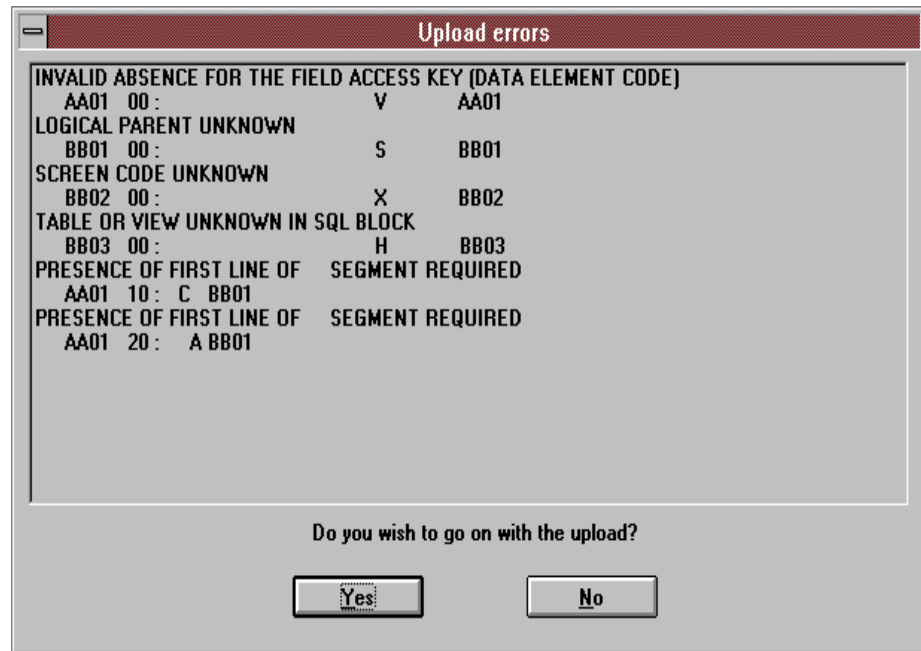 Upload errors
INVALID ABSENCE FOR THE FIELD ACCESS KEY (DATA ELEMENT CODE)
AA01 00 : V AA01
LOGICAL PARENT UNKNOWN
BB01 00 : S BB01
SCREEN CODE UNKNOWN
BB02 00 : X BB02
TABLE OR VIEW UNKNOWN IN SQL BLOCK
BB03 00 : H BB03
PRESENCE OF FIRST LINE OF SEGMENT REQUIRED
AA01 10 : C BB01
PRESENCE OF FIRST LINE OF SEGMENT REQUIRED
AA01 20 : A BB01
Do you wish to go on with the upload?
Yes No